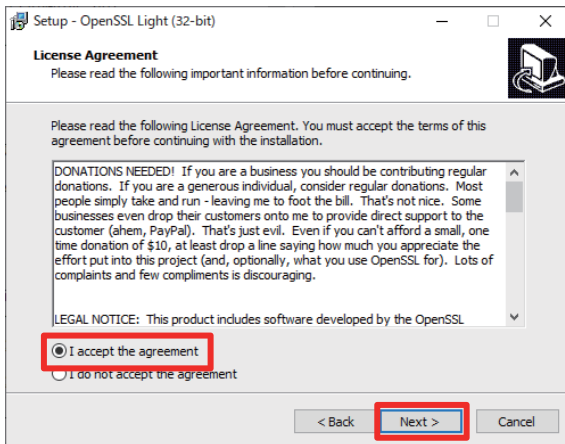 Setup - OpenSSL Light (32-bit)
License Agreement
Please read the following important information before continuing.
Please read the following License Agreement. You must accept the terms of this
agreement before continuing with the installation.
DONATIONS NEEDED!  If you are a business you should be contributing regular
donations.  If you are a generous individual, consider regular donations.  Most
people simply take and run - leaving me to foot the bill.  That's not nice.  Some
businesses even drop their customers onto me to provide direct support to the
customer (ahem, PayPal).  That's just evil.  Even if you can't afford a small, one
time donation of $10, at least drop a line saying how much you appreciate the
effort put into this project (and, optionally, what you use OpenSSL for).  Lots of
complaints and few compliments is discouraging.
LEGAL NOTICE:  This product includes software developed by the OpenSSL
I accept the agreement
I do not accept the agreement
< Back
Next >
Cancel